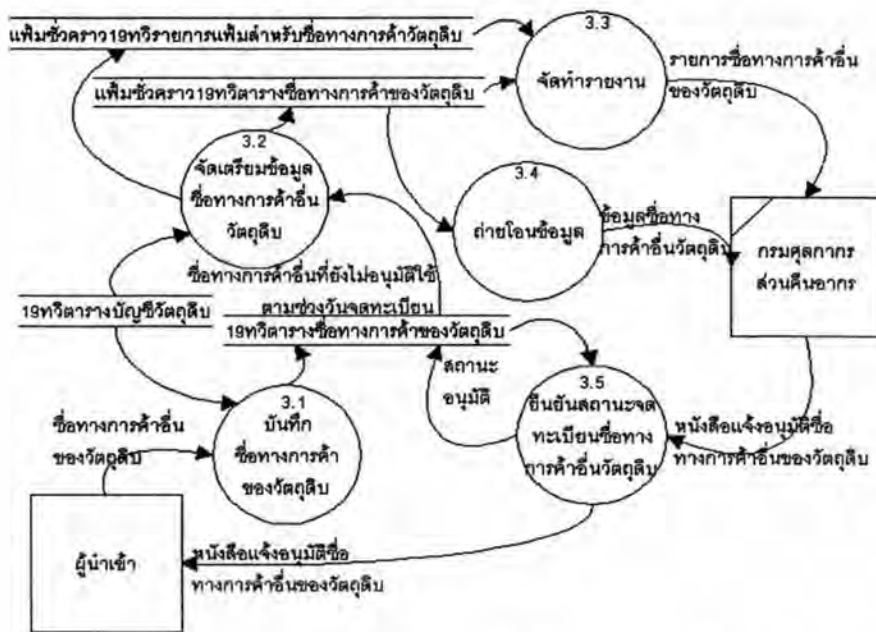 แฟ้มชั่วคราว19ทวิรายการแฟ้มสำหรับชื่อทางการค้าวัตถุดิบ
3.3
จัดทำรายงาน
รายการชื่อทางการค้าอื่น
ของวัตถุดิบ
แฟ้มชั่วคราว19ทวิตารางชื่อทางการค้าของวัตถุดิบ
3.2
จัดเตรียมข้อมูล
ชื่อทางการค้าอื่น
วัตถุดิบ
3.4
ถ่ายโอนข้อมูล
ข้อมูลชื่อทาง
การค้าอื่นวัตถุดิบ
กรมศุลกากร
ส่วนคืนอากร
ชื่อทางการค้าอื่นที่ยังไม่อนุมัติใช้
ตามช่วงวันจดทะเบียน
19ทวิตารางบัญชีวัตถุดิบ
19ทวิตารางชื่อทางการค้าของวัตถุดิบ
สถานะ
อนุมัติ
3.5
ยืนยันสถานะจด
ทะเบียนชื่อทาง
การค้าอื่นวัตถุดิบ
หนังสือแจ้งอนุมัติชื่อ
ทางการค้าอื่นของวัตถุดิบ
3.1
บันทึก
ชื่อทางการค้า
ของวัตถุดิบ
ชื่อทางการค้าอื่น
ของวัตถุดิบ
ผู้นำเข้า
หนังสือแจ้งอนุมัติชื่อ
ทางการค้าอื่นของวัตถุดิบ